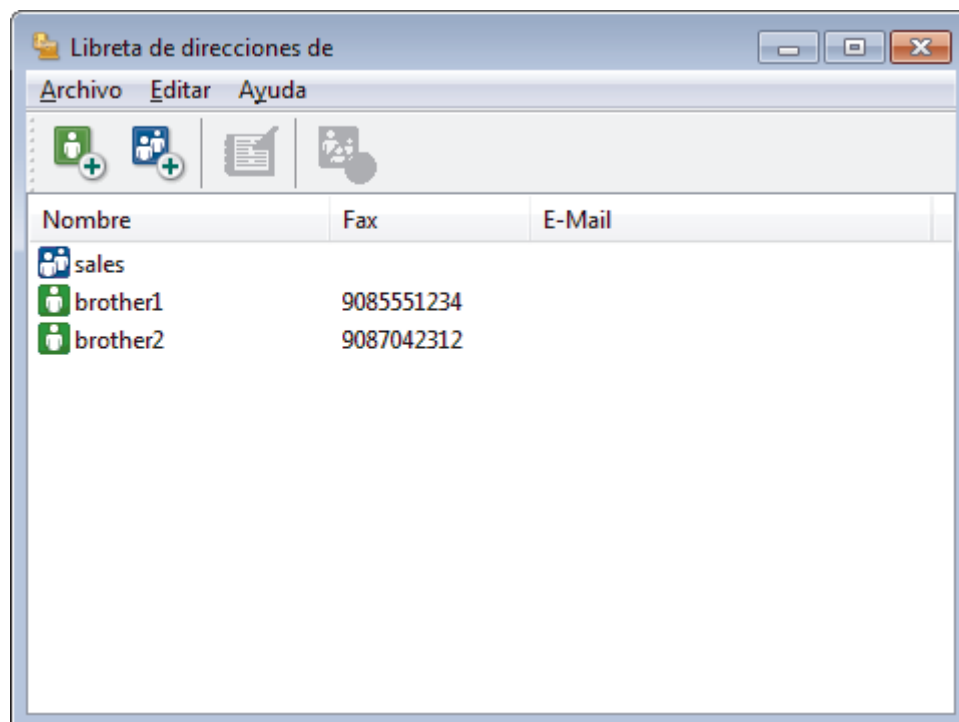 Libreta de direcciones de
Archivo Editar Ayuda
Nombre Fax E-Mail
sales
brother1 9085551234
brother2 9087042312